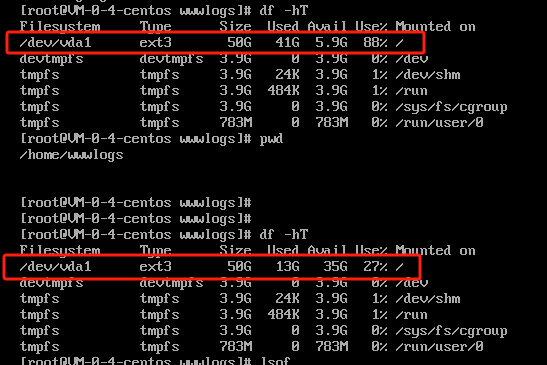 [root@VM-0-4-centos wwwlogs]# df -hT
Filesystem Type Size Used Avail Use% Mounted on
/dev/vda1 ext3 50G 41G 5.9G 88% /
devtmpfs devtmpfs 3.9G 0 3.9G 0% /dev
tmpfs tmpfs 3.9G 24K 3.9G 1% /dev/shm
tmpfs tmpfs 3.9G 484K 3.9G 1% /run
tmpfs tmpfs 3.9G 0 3.9G 0% /sys/fs/cgroup
tmpfs tmpfs 783M 0 783M 0% /run/user/0
[root@VM-0-4-centos wwwlogs]# pwd
/home/wwwlogs
[root@VM-0-4-centos wwwlogs]#
[root@VM-0-4-centos wwwlogs]#
[root@VM-0-4-centos wwwlogs]# df -hT
Filesystem Type Size Used Avail Use% Mounted on
/dev/vda1 ext3 50G 13G 35G 27% /
devtmpfs devtmpfs 3.9G 0 3.9G 0% /dev
tmpfs tmpfs 3.9G 24K 3.9G 1% /dev/shm
tmpfs tmpfs 3.9G 484K 3.9G 1% /run
tmpfs tmpfs 3.9G 0 3.9G 0% /sys/fs/cgroup
tmpfs tmpfs 783M 0 783M 0% /run/user/0
[root@VM-0-4-centos wwwlogs]# lsof